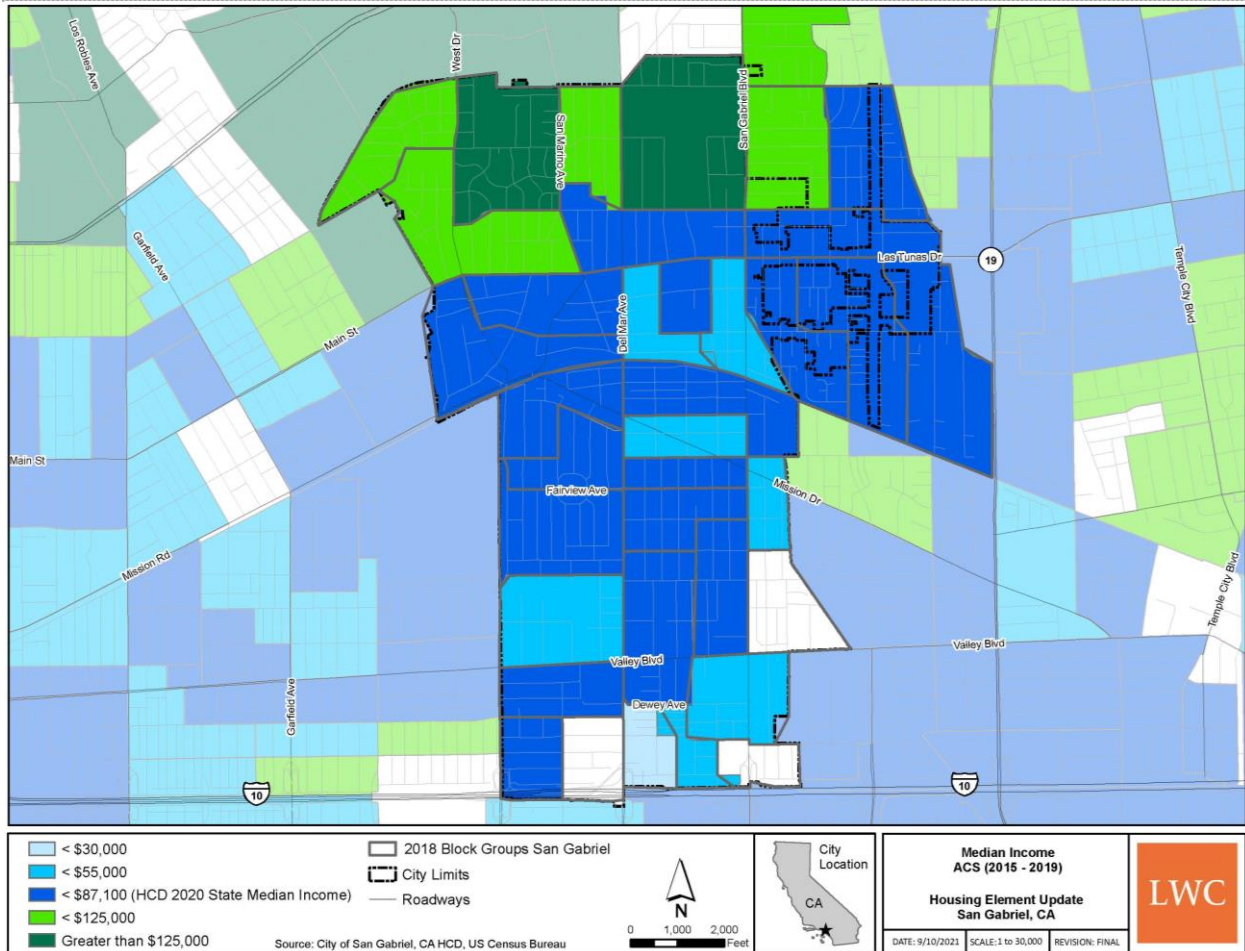 Los Robles Ave
West Dr
San Marino Ave
San Gabriel Blvd
Garfield Ave
Las Tunas Dr
19
Temple City Blvd
Main St
Del Mar Ave
Main St
Fairview Ave
Mission Dr
Mission Rd
Temple City Blvd
Valley Blvd
Valley Blvd
Garfield Ave
Dewey Ave
10
10
< $30,000
< $55,000
< $87,100 (HCD 2020 State Median Income)
< $125,000
Greater than $125,000
2018 Block Groups San Gabriel
City Limits
Roadways
Source: City of San Gabriel, CA HCD, US Census Bureau
N
0 1,000 2,000
Feet
City
Location
CA
Median Income
ACS (2015 - 2019)
Housing Element Update
San Gabriel, CA
DATE: 9/10/2021 SCALE:1 to 30,000 REVISION: FINAL
LWC